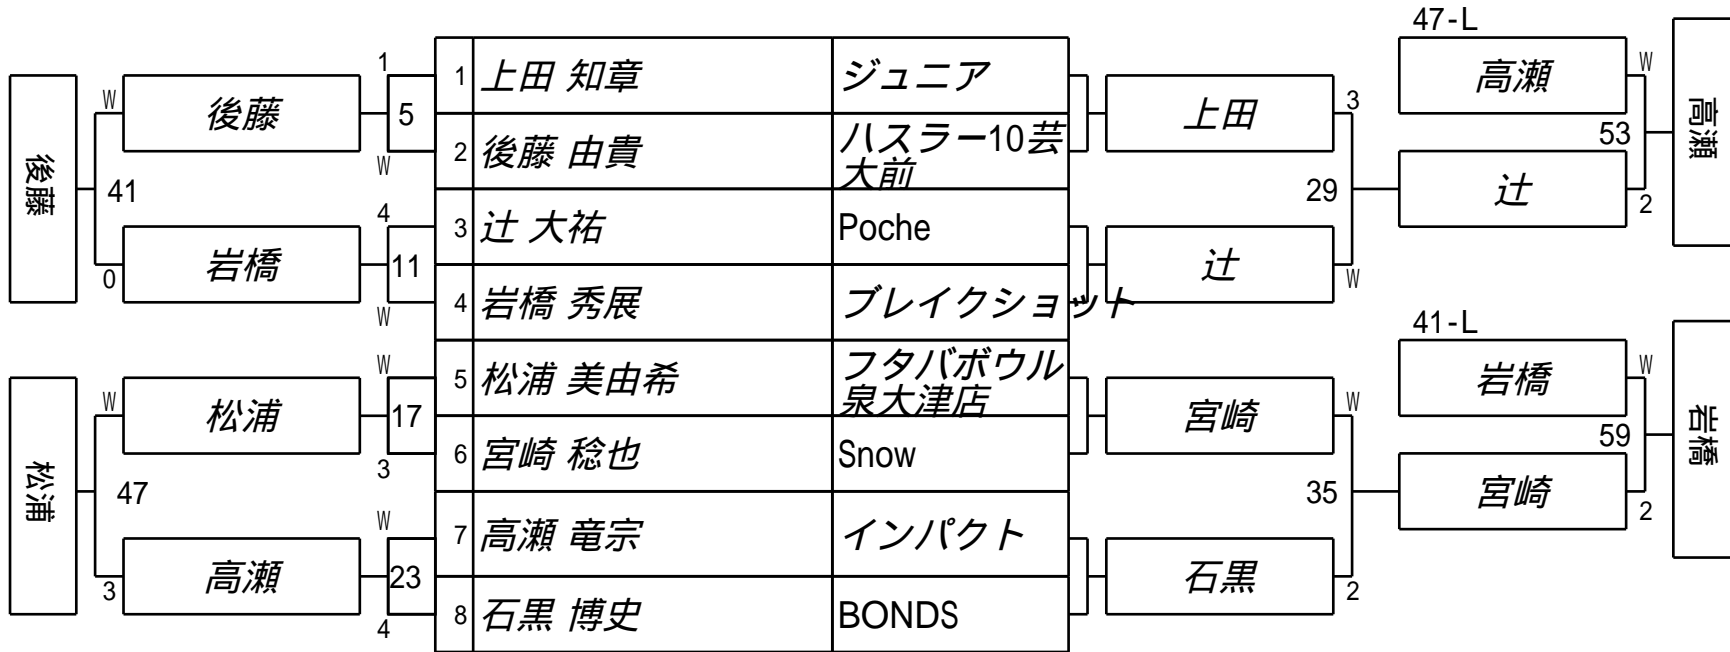 後藤
W
後藤
41
0
岩橋
松浦
W
松浦
47
3
高瀬
1
5
W
4
11
W
W
17
3
W
23
4
1 上田 知章 ジュニア
2 後藤 由貴 ハスラー10芸
大前
3 辻 大祐 Poche
4 岩橋 秀展 ブレイクショット
5 松浦 美由希 フタバボウル
泉大津店
6 宮崎 稔也 Snow
7 高瀬 竜宗 インパクト
8 石黒 博史 BONDS
上田
3
29
辻
W
宮崎
W
35
石黒
2
47-L
高瀬
W
53
辻
2
高瀬
41-L
岩橋
W
59
宮崎
2
岩橋